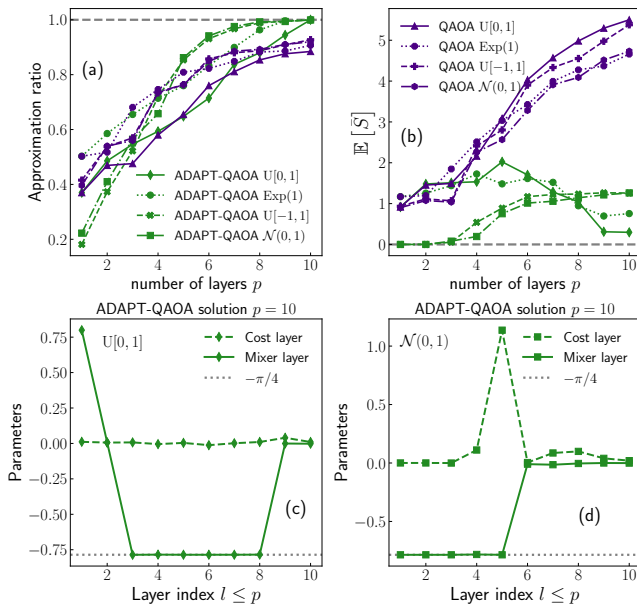 1.0
0.8
0.6
0.4
0.2
Approximation ratio
(a)
ADAPT-QAOA U[0, 1]
ADAPT-QAOA Exp(1)
ADAPT-QAOA U[−1, 1]
ADAPT-QAOA 𝒩(0, 1)
2 4 6 8 10
number of layers p
5
4
3
2
1
0
𝔼 [S]
QAOA U[0, 1]
QAOA Exp(1)
QAOA U[−1, 1]
QAOA 𝒩(0, 1)
(b)
2 4 6 8 10
number of layers p
ADAPT-QAOA solution p = 10
0.75
0.50
0.25
0.00
−0.25
−0.50
−0.75
Parameters
U[0, 1]
Cost layer
Mixer layer
−π/4
(c)
2 4 6 8 10
Layer index l ≤ p
ADAPT-QAOA solution p = 10
1.0
0.5
0.0
−0.5
Parameters
𝒩(0, 1)
Cost layer
Mixer layer
−π/4
(d)
2 4 6 8 10
Layer index l ≤ p